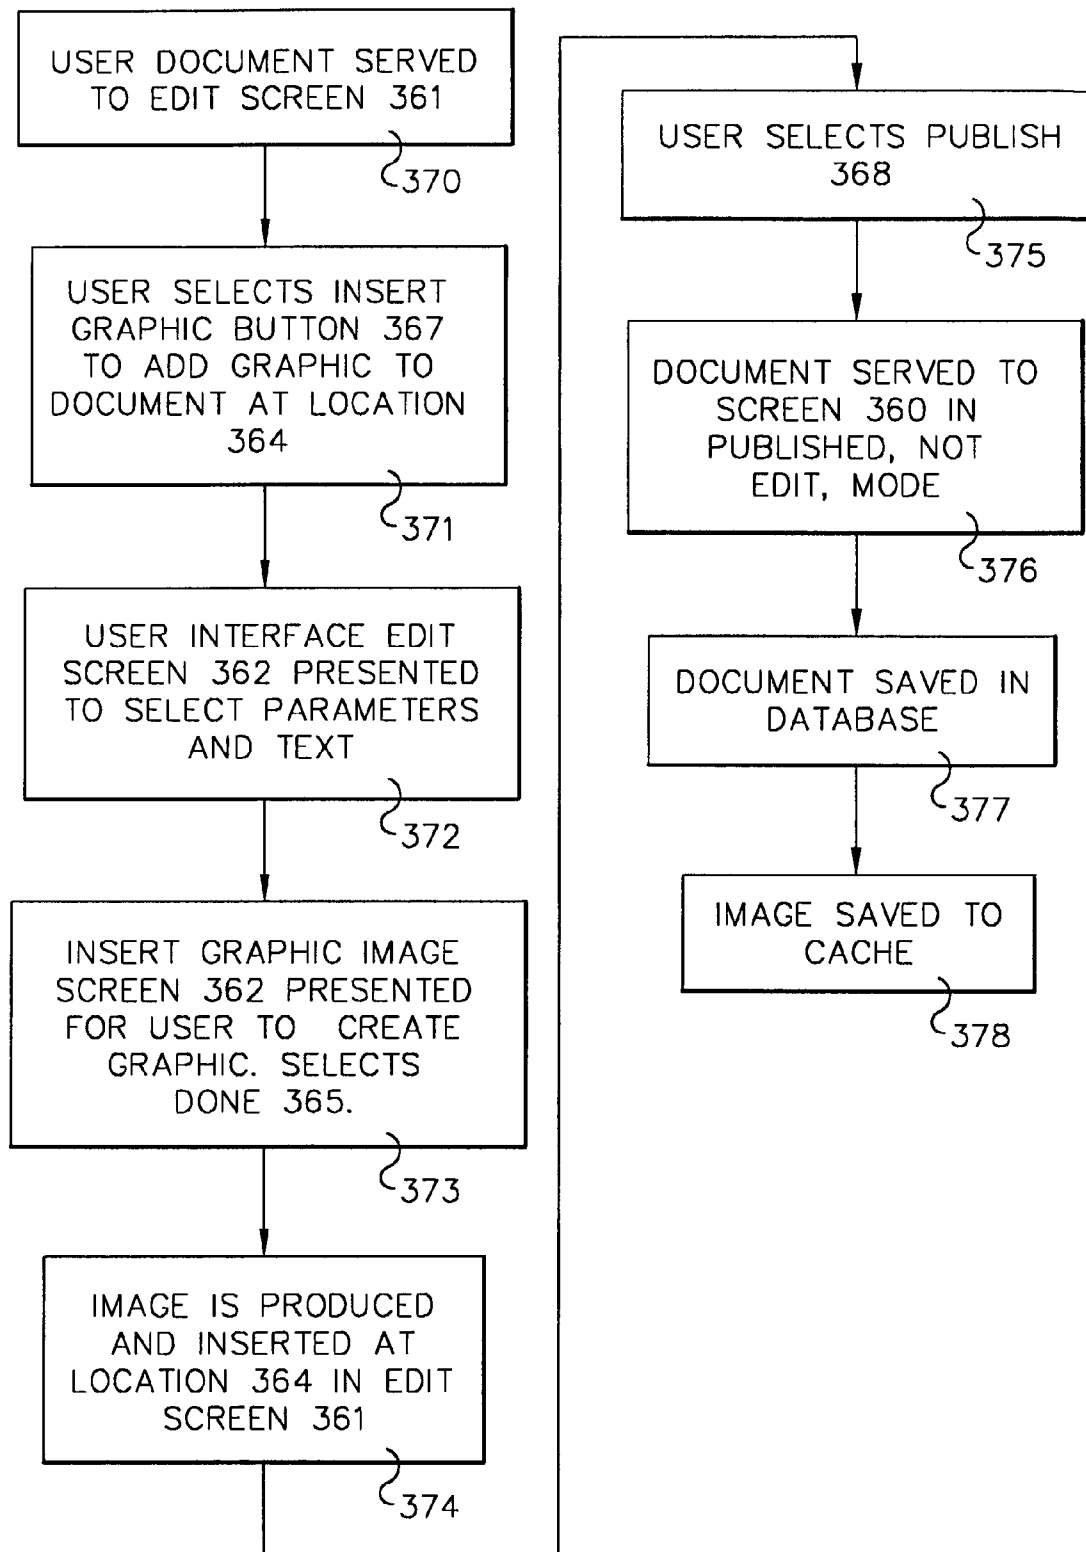 USER DOCUMENT SERVED
TO EDIT SCREEN 361
370
USER SELECTS INSERT
GRAPHIC BUTTON 367
TO ADD GRAPHIC TO
DOCUMENT AT LOCATION
364
371
USER INTERFACE EDIT
SCREEN 362 PRESENTED
TO SELECT PARAMETERS
AND TEXT
372
INSERT GRAPHIC IMAGE
SCREEN 362 PRESENTED
FOR USER TO CREATE
GRAPHIC. SELECTS
DONE 365.
373
IMAGE IS PRODUCED
AND INSERTED AT
LOCATION 364 IN EDIT
SCREEN 361
374
USER SELECTS PUBLISH
368
375
DOCUMENT SERVED TO
SCREEN 360 IN
PUBLISHED, NOT
EDIT, MODE
376
DOCUMENT SAVED IN
DATABASE
377
IMAGE SAVED TO
CACHE
378